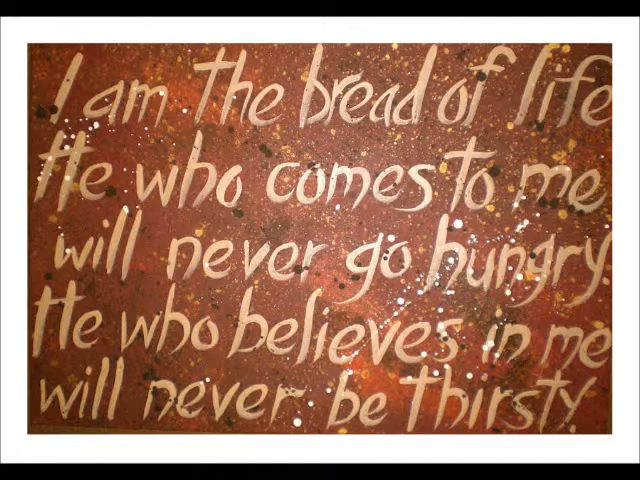 I am the bread of life
He who comes to me
will never go hungry
He who believes in me
will never be thirsty